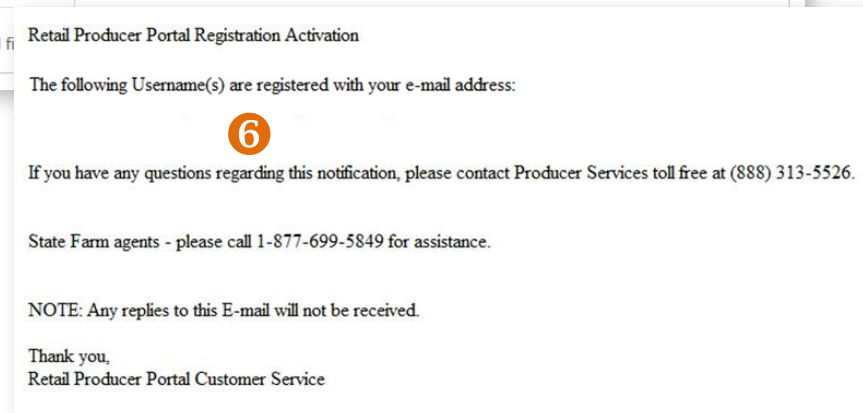 Retail Producer Portal Registration Activation
fi
The following Username(s) are registered with your e-mail address:
6
If you have any questions regarding this notification, please contact Producer Services toll free at (888) 313-5526.
State Farm agents - please call 1-877-699-5849 for assistance.
NOTE: Any replies to this E-mail will not be received.
Thank you,
Retail Producer Portal Customer Service